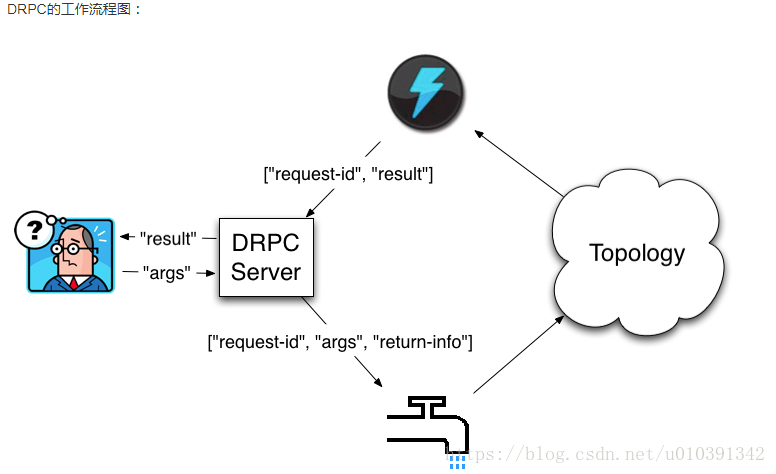 DRPC的工作流程图：
["request-id", "result"]
?
"result"
DRPC
Server
Topology
"args"
["request-id", "args", "return-info"]
https://blog.csdn.net/u010391342